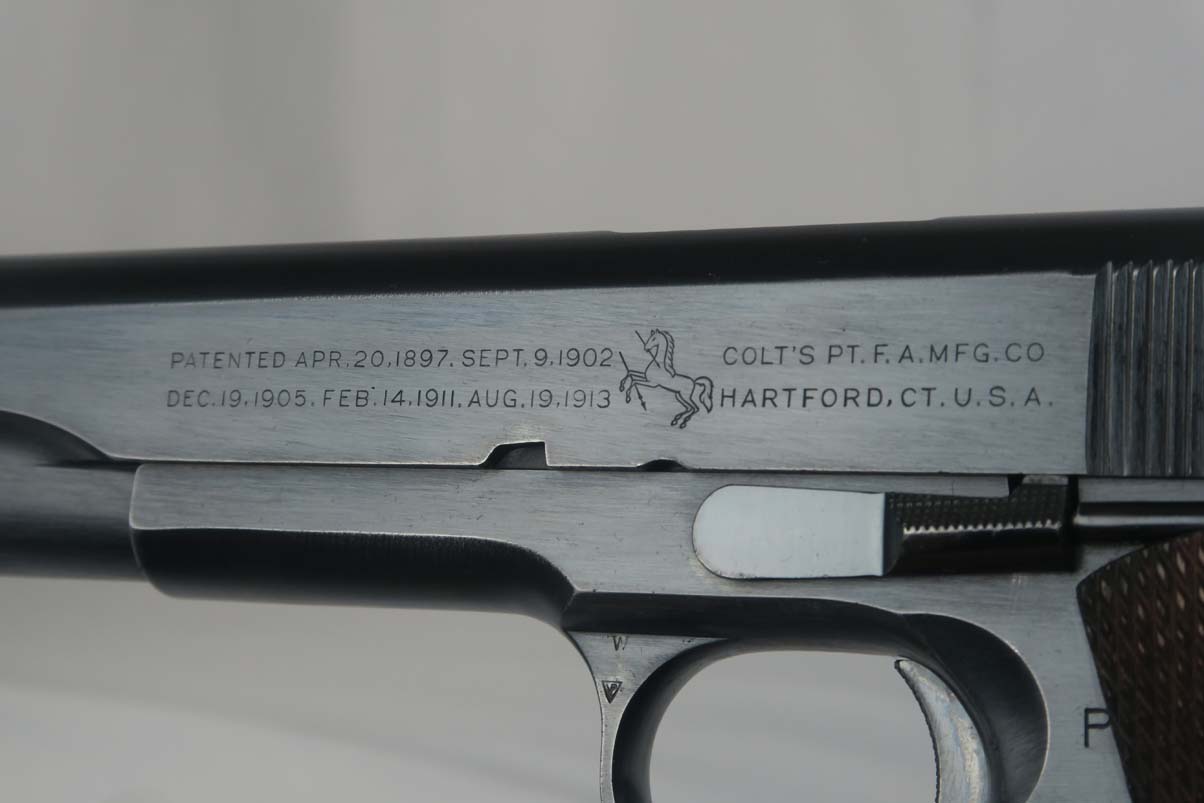 PATENTED APR.20,1897.SEPT.9,1902
DEC.19,1905.FEB.14.1911.AUG.19,1913
COLT'S PT.F.A.MFG.CO
HARTFORD,CT.U.S.A.
W
VP
P